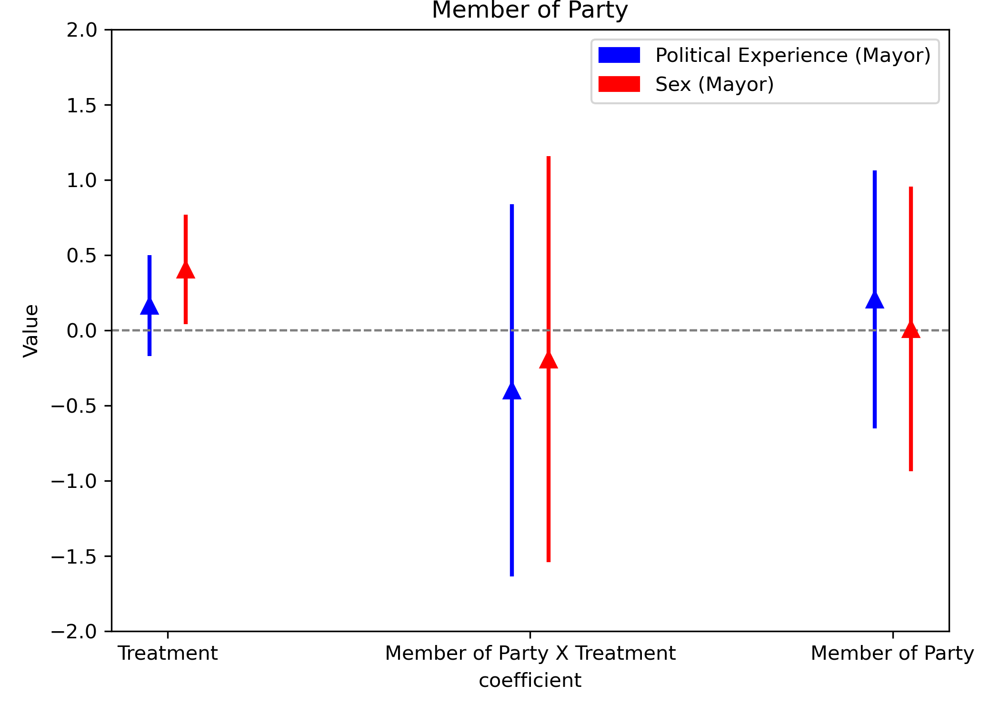 Member of Party
2.0
1.5
1.0
0.5
0.0
−0.5
−1.0
−1.5
−2.0
Value
Political Experience (Mayor)
Sex (Mayor)
Treatment
Member of Party X Treatment
Member of Party
coefficient